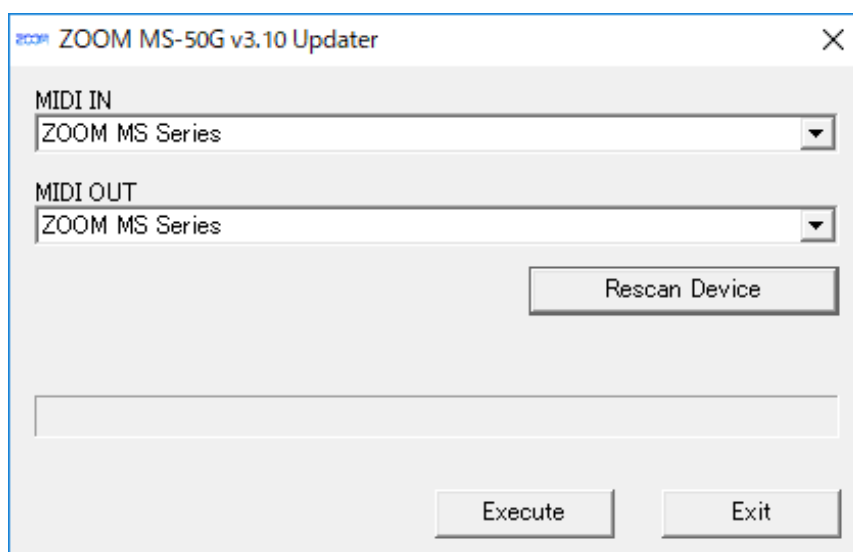 ZOOM ZOOM MS-50G v3.10 Updater
MIDI IN
ZOOM MS Series
MIDI OUT
ZOOM MS Series
Rescan Device
Execute Exit